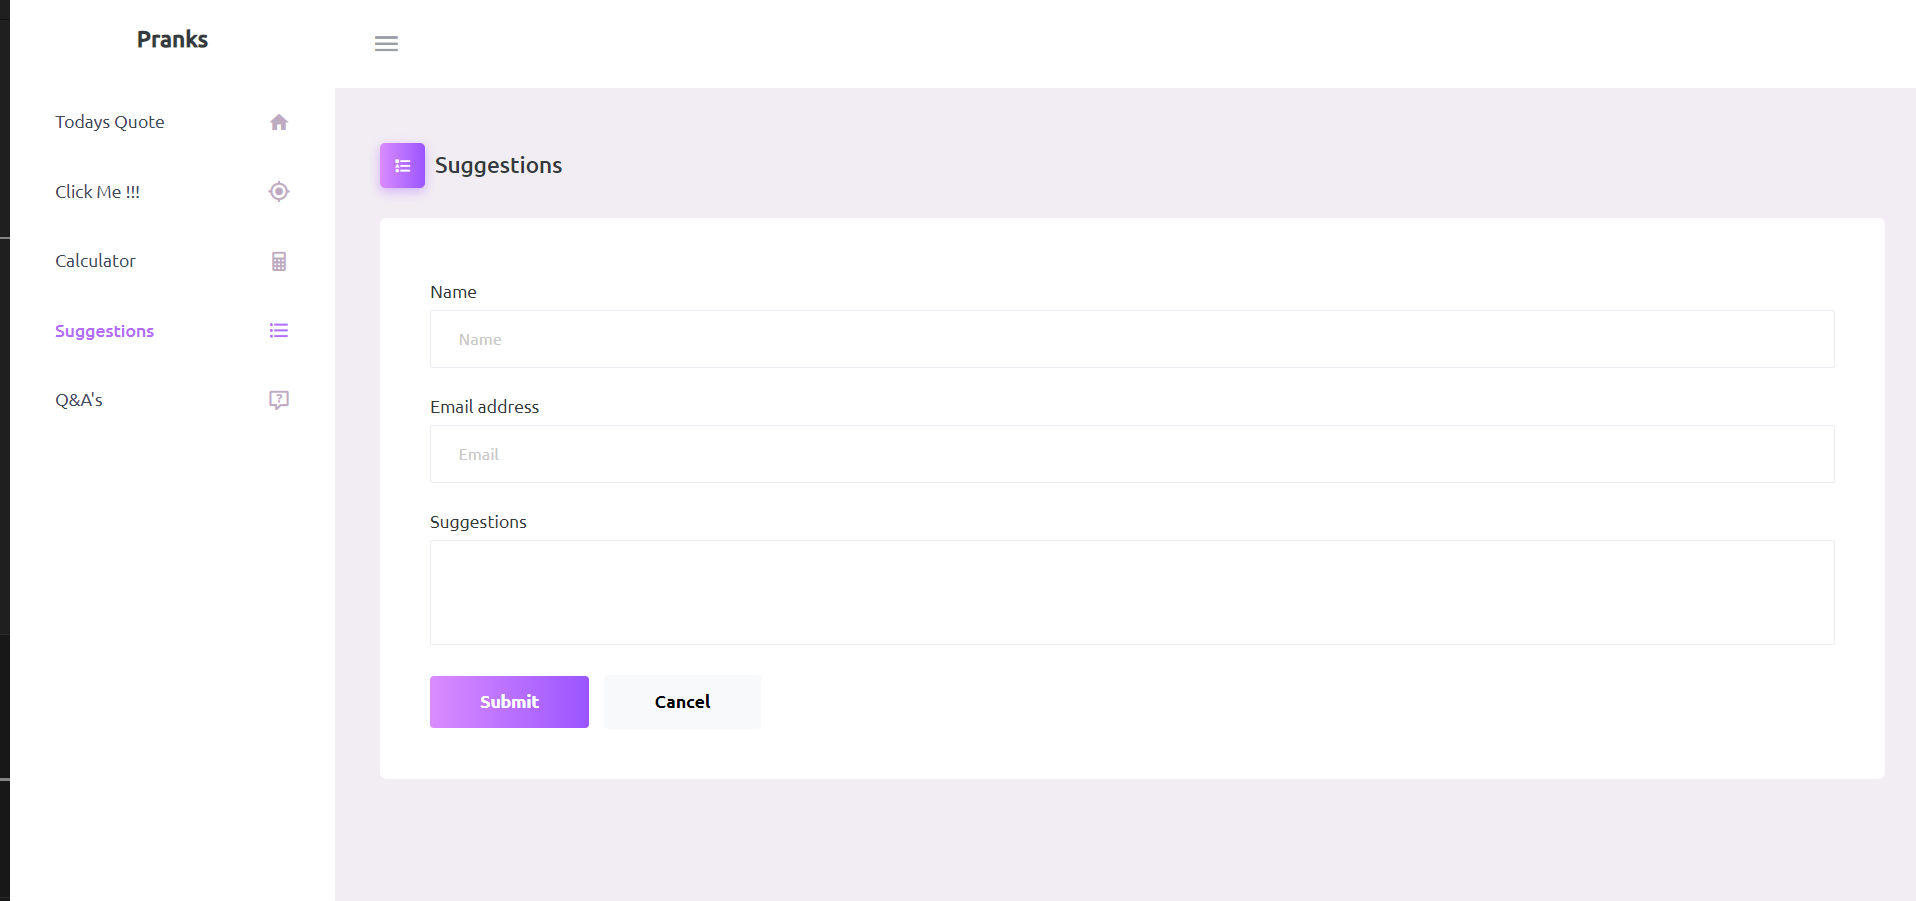 Pranks
Todays Quote
Click Me !!!
Calculator
Suggestions
Q&A's
Suggestions
Name
Name
Email address
Email
Suggestions
Submit
Cancel